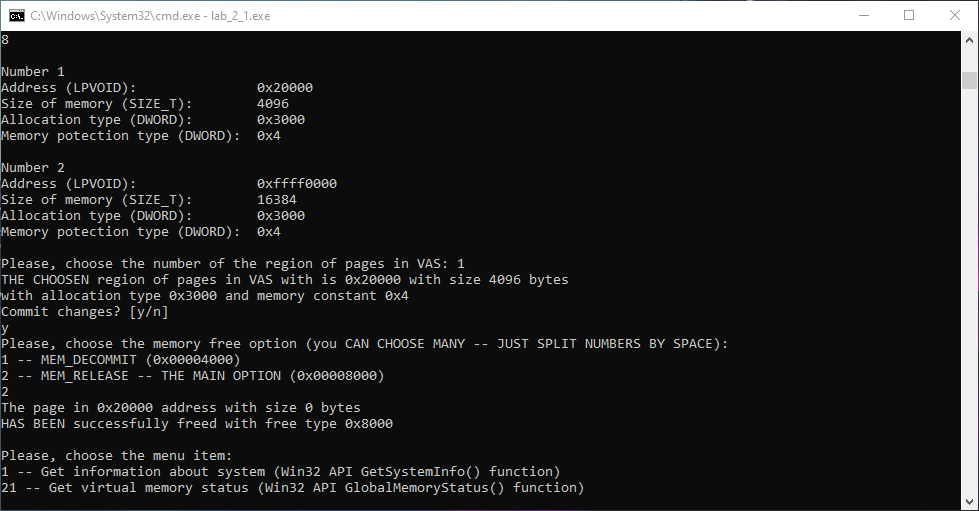 C:\Windows\System32\cmd.exe - lab_2_1.exe
8
Number 1
Address (LPVOID): 0x20000
Size of memory (SIZE_T): 4096
Allocation type (DWORD): 0x3000
Memory potection type (DWORD): 0x4
Number 2
Address (LPVOID): 0xffff0000
Size of memory (SIZE_T): 16384
Allocation type (DWORD): 0x3000
Memory potection type (DWORD): 0x4
Please, choose the number of the region of pages in VAS: 1
THE CHOOSEN region of pages in VAS with is 0x20000 with size 4096 bytes
with allocation type 0x3000 and memory constant 0x4
Commit changes? [y/n]
y
Please, choose the memory free option (you CAN CHOOSE MANY -- JUST SPLIT NUMBERS BY SPACE):
1 -- MEM_DECOMMIT (0x00004000)
2 -- MEM_RELEASE -- THE MAIN OPTION (0x00008000)
2
The page in 0x20000 address with size 0 bytes
HAS BEEN successfully freed with free type 0x8000
Please, choose the menu item:
1 -- Get information about system (Win32 API GetSystemInfo() function)
21 -- Get virtual memory status (Win32 API GlobalMemoryStatus() function)